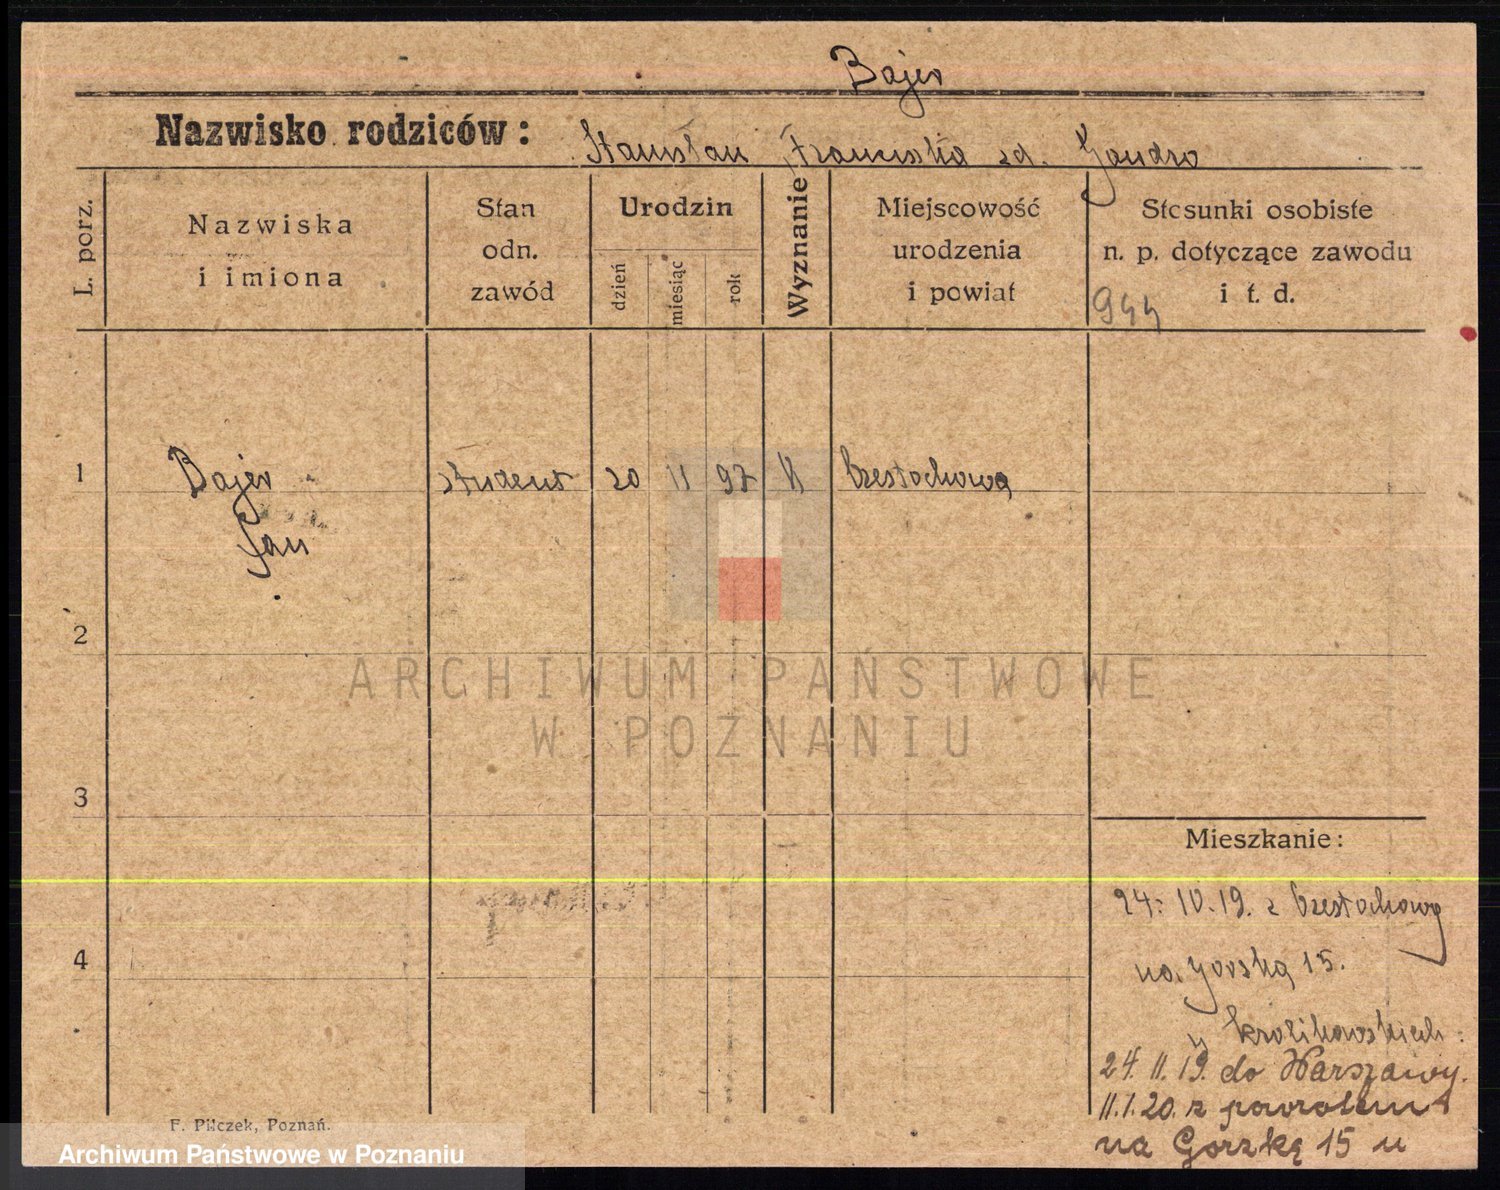 Bajer
Nazwisko rodziców: Stanisław, Franciszka zd.
L. porz.
Nazwiska i imiona
Stan odn. zawód
Urodzin
dzień
miesiąc
rok
Wyznanie
Miejscowość urodzenia i powiat
Stosunki osobiste n. p. dotyczące zawodu i t. d.
944
1 Bajer student 20 11 97 K Częstochowa
Jan
2
ARCHIWUM PAŃSTWOWE
W POZNANIU
3
Mieszkanie:
24. 10. 19. z Częstochowy
4
na. Górską 15.
u Krolikowskich:
24. 11. 19. do Warszawy.
11. 1. 20. z powrotem
na Górzkę 15 u
F. Pilczek, Poznań.
Archiwum Państwowe w Poznaniu